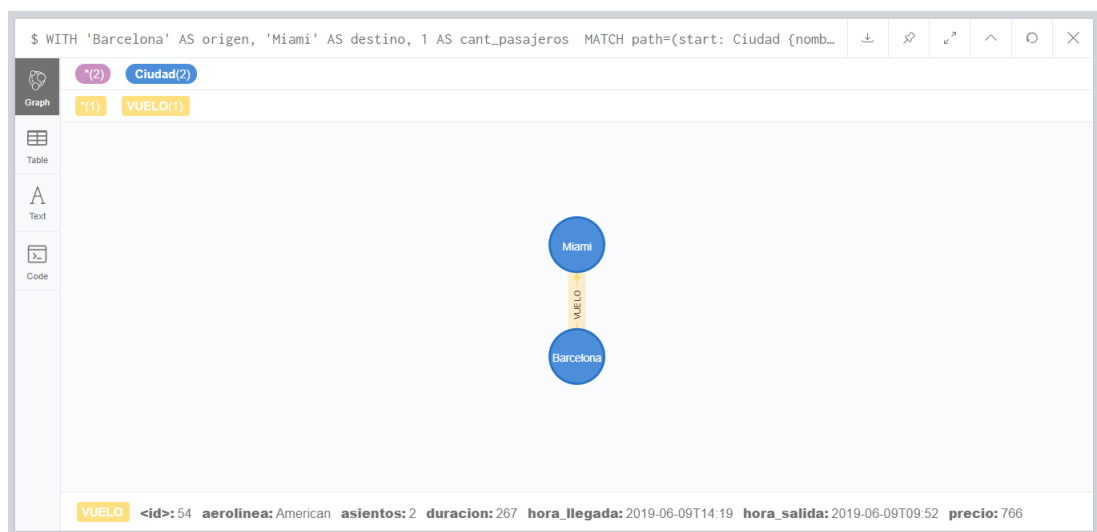 $ WITH 'Barcelona' AS origen, 'Miami' AS destino, 1 AS cant_pasajeros  MATCH path=(start: Ciudad {nomb…
*(2) Ciudad(2)
Graph
*(1) VUELO(1)
Table
Text
Code
Miami
VUELO
Barcelona
VUELO <id>: 54 aerolinea: American asientos: 2 duracion: 267 hora_llegada: 2019-06-09T14:19 hora_salida: 2019-06-09T09:52 precio: 766